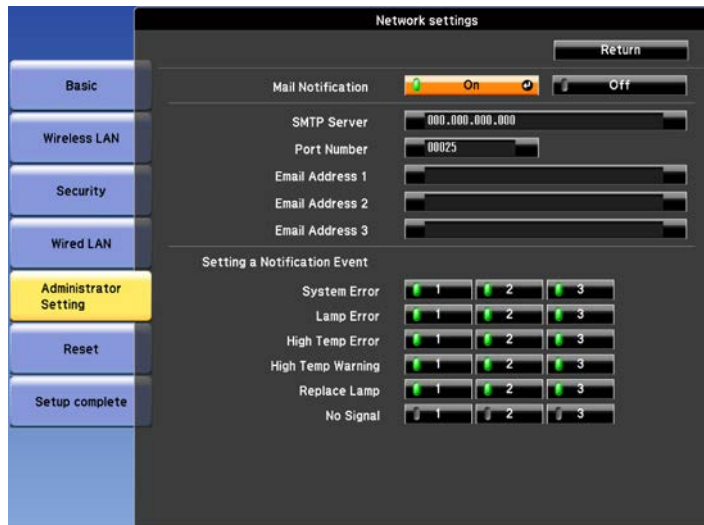 Network settings
Return
Basic
Wireless LAN
Security
Wired LAN
Administrator
Setting
Reset
Setup complete
Mail Notification On Off
SMTP Server 000.000.000.000
Port Number 00025
Email Address 1
Email Address 2
Email Address 3
Setting a Notification Event
System Error 1 2 3
Lamp Error 1 2 3
High Temp Error 1 2 3
High Temp Warning 1 2 3
Replace Lamp 1 2 3
No Signal 1 2 3